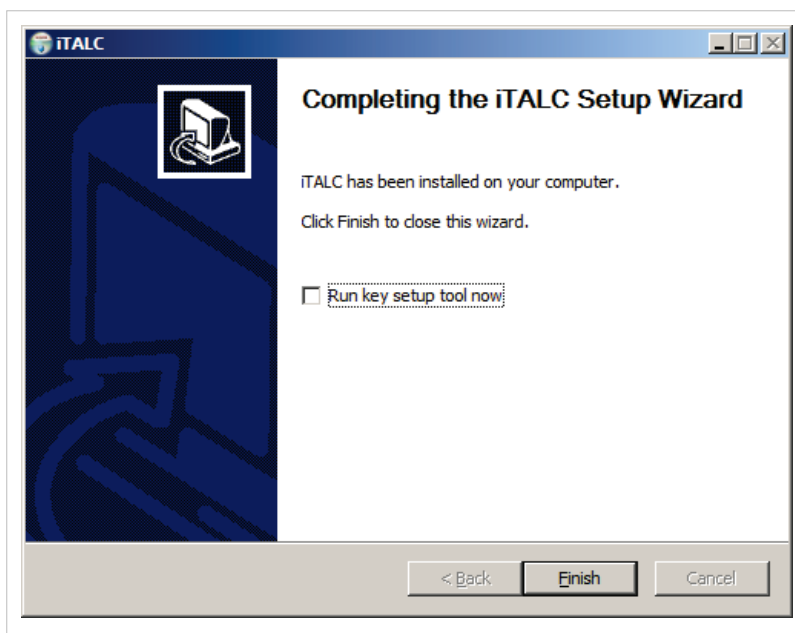 iTALC
Completing the iTALC Setup Wizard
iTALC has been installed on your computer.
Click Finish to close this wizard.
Run key setup tool now
< Back
Finish
Cancel